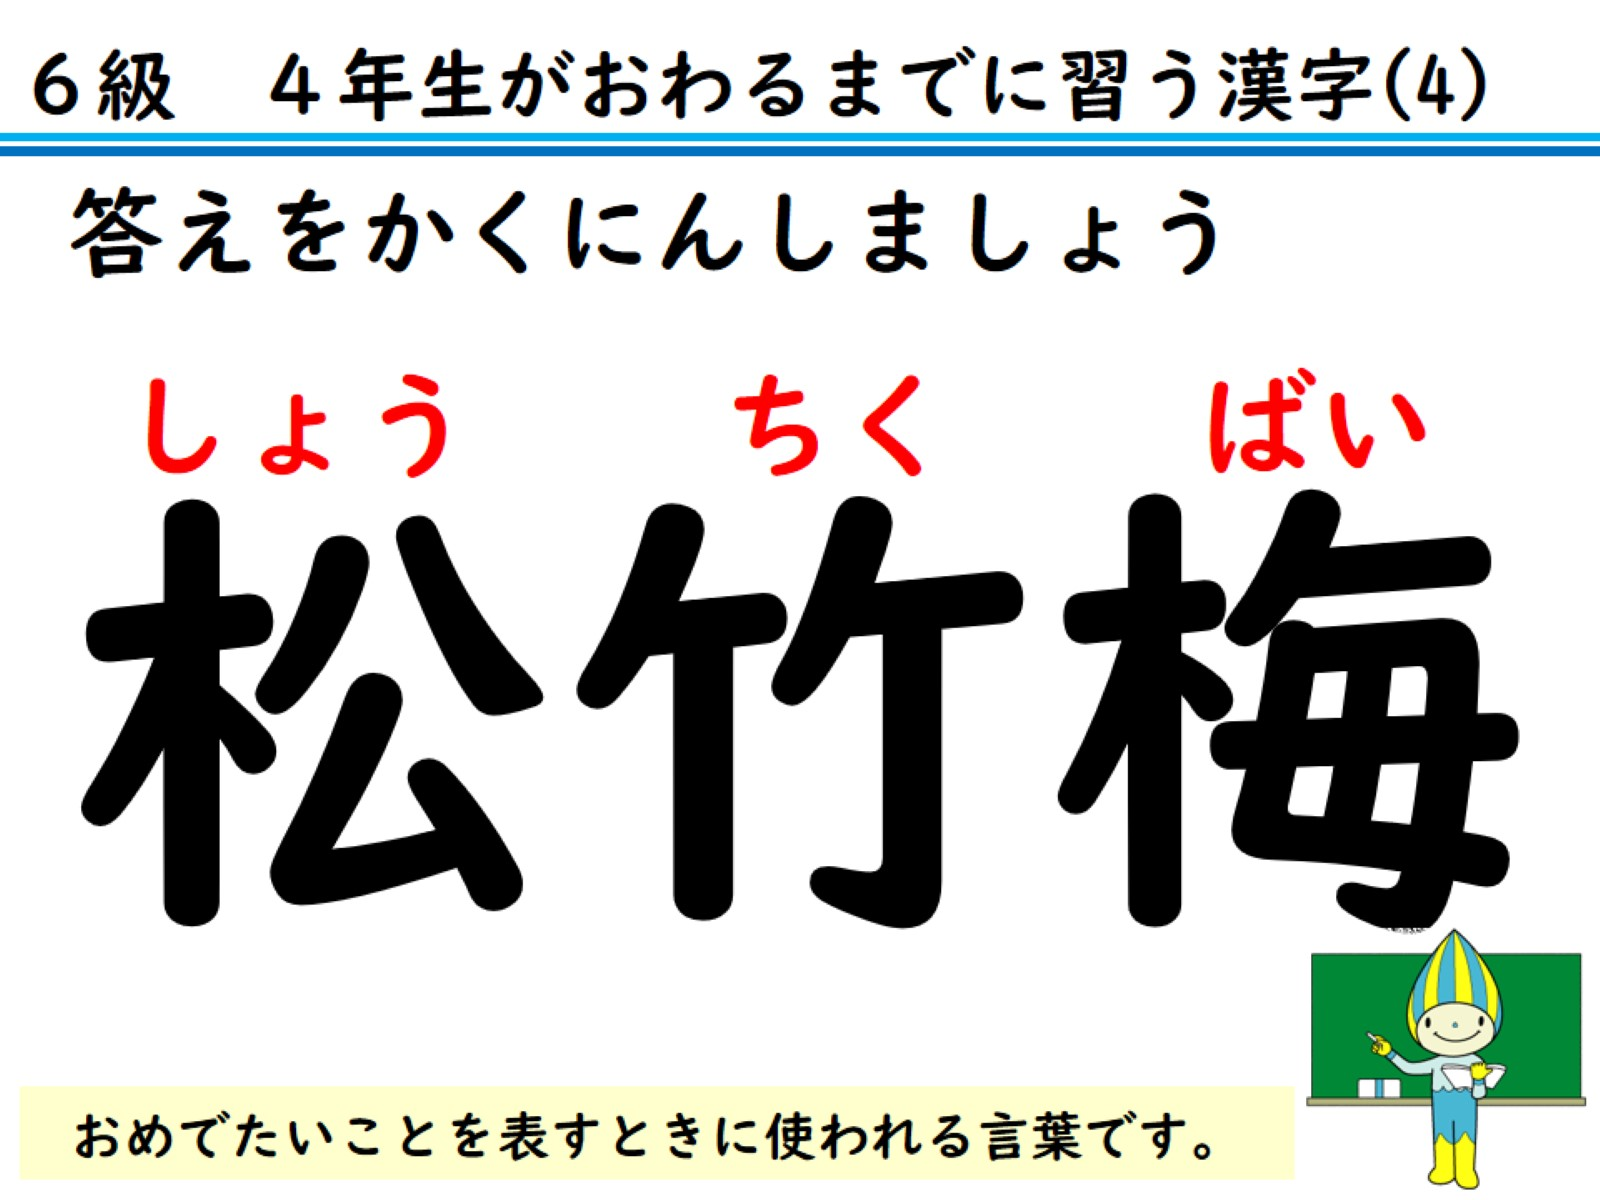 ６級　４年生がおわるまでに習う漢字(4)
答えをかくにんしましょう
しょう ちく ばい
松竹梅
おめでたいことを表すときに使われる言葉です。